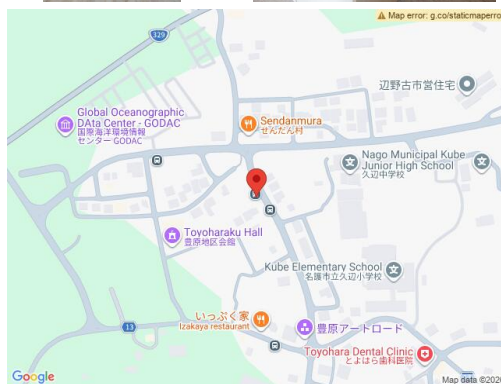 Map error: g.co/staticmaperro
329
辺野古市営住宅
Global Oceanographic
DAta Center - GODAC
国際海洋環境情報
センター GODAC
Sendanmura
せんだん村
Nago Municipal Kube
Junior High School
久辺中学校
Toyoharaku Hall
豊原地区会館
Kube Elementary School
名護市立久辺小学校
いっぷく家
Izakaya restaurant
豊原アートロード
13
Toyohara Dental Clinic
とよはら歯科医院
Google
Map data ©202